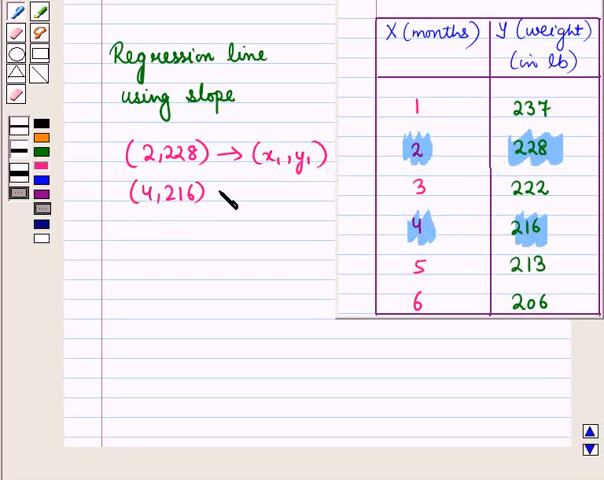 Regression line
using slope
(2,228) → (x₁, y₁)
(4,216)
X (months) Y (weight)
(in lb)
1 237
2 228
3 222
4 216
5 213
6 206